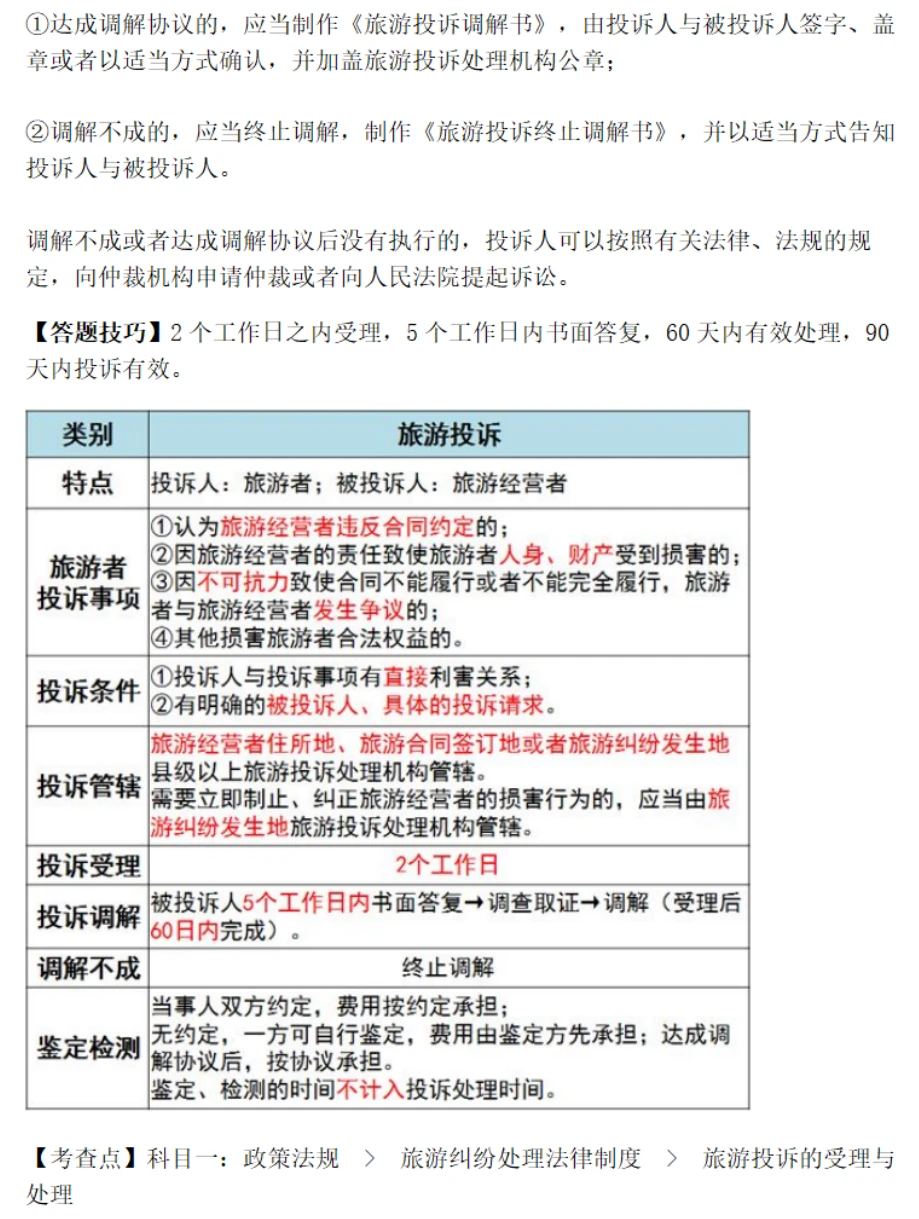 ①达成调解协议的，应当制作《旅游投诉调解书》，由投诉人与被投诉人签字、盖
章或者以适当方式确认，并加盖旅游投诉处理机构公章；
②调解不成的，应当终止调解，制作《旅游投诉终止调解书》，并以适当方式告知
投诉人与被投诉人。
调解不成或者达成调解协议后没有执行的，投诉人可以按照有关法律、法规的规
定，向仲裁机构申请仲裁或者向人民法院提起诉讼。
【答题技巧】2 个工作日之内受理，5 个工作日内书面答复，60 天内有效处理，90
天内投诉有效。
类别 旅游投诉
特点 投诉人：旅游者；被投诉人：旅游经营者
旅游者
投诉事项
①认为旅游经营者违反合同约定的；
②因旅游经营者的责任致使旅游者人身、财产受到损害的；
③因不可抗力致使合同不能履行或者不能完全履行，旅游
者与旅游经营者发生争议的；
④其他损害旅游者合法权益的。
投诉条件
①投诉人与投诉事项有直接利害关系；
②有明确的被投诉人、具体的投诉请求。
投诉管辖
旅游经营者住所地、旅游合同签订地或者旅游纠纷发生地
县级以上旅游投诉处理机构管辖。
需要立即制止、纠正旅游经营者的损害行为的，应当由旅
游纠纷发生地旅游投诉处理机构管辖。
投诉受理 2个工作日
投诉调解
被投诉人5个工作日内书面答复→调查取证→调解（受理后
60日内完成）。
调解不成 终止调解
鉴定检测
当事人双方约定，费用按约定承担；
无约定，一方可自行鉴定，费用由鉴定方先承担；达成调
解协议后，按协议承担。
鉴定、检测的时间不计入投诉处理时间。
【考查点】科目一：政策法规 > 旅游纠纷处理法律制度 > 旅游投诉的受理与
处理